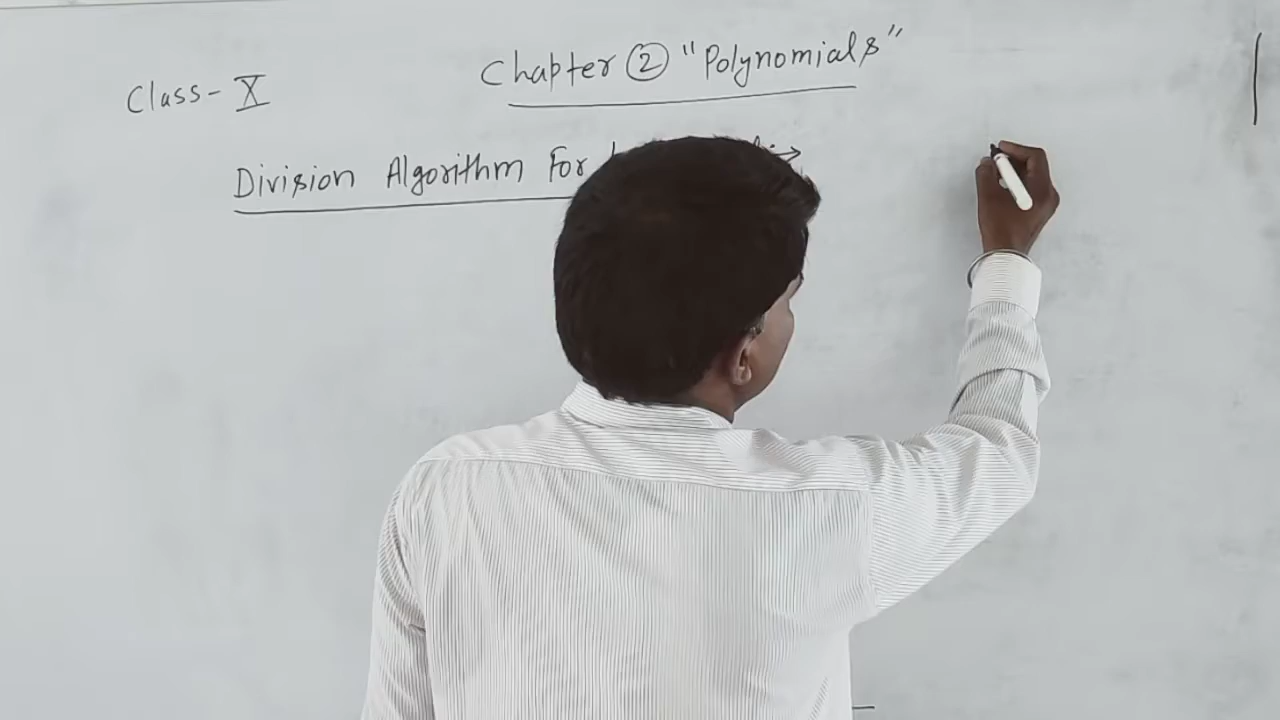 Chapter ② "Polynomials"
Class - X
Division Algorithm For